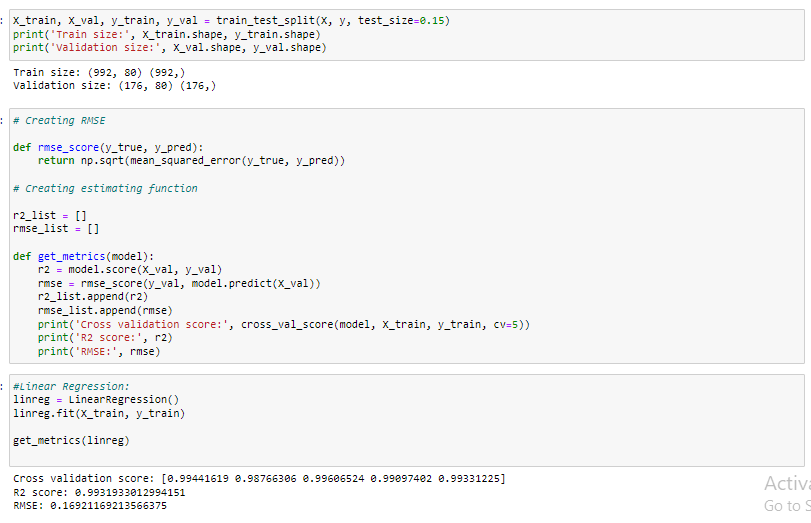 X_train, X_val, y_train, y_val = train_test_split(X, y, test_size=0.15)
print('Train size:', X_train.shape, y_train.shape)
print('Validation size:', X_val.shape, y_val.shape)
Train size: (992, 80) (992,)
Validation size: (176, 80) (176,)
# Creating RMSE
def rmse_score(y_true, y_pred):
    return np.sqrt(mean_squared_error(y_true, y_pred))
# Creating estimating function
r2_list = []
rmse_list = []
def get_metrics(model):
    r2 = model.score(X_val, y_val)
    rmse = rmse_score(y_val, model.predict(X_val))
    r2_list.append(r2)
    rmse_list.append(rmse)
    print('Cross validation score:', cross_val_score(model, X_train, y_train, cv=5))
    print('R2 score:', r2)
    print('RMSE:', rmse)
#Linear Regression:
linreg = LinearRegression()
linreg.fit(X_train, y_train)
get_metrics(linreg)
Cross validation score: [0.99441619 0.98766306 0.99606524 0.99097402 0.99331225]
R2 score: 0.9931933012994151
RMSE: 0.16921169213566375
Activa
Go to S